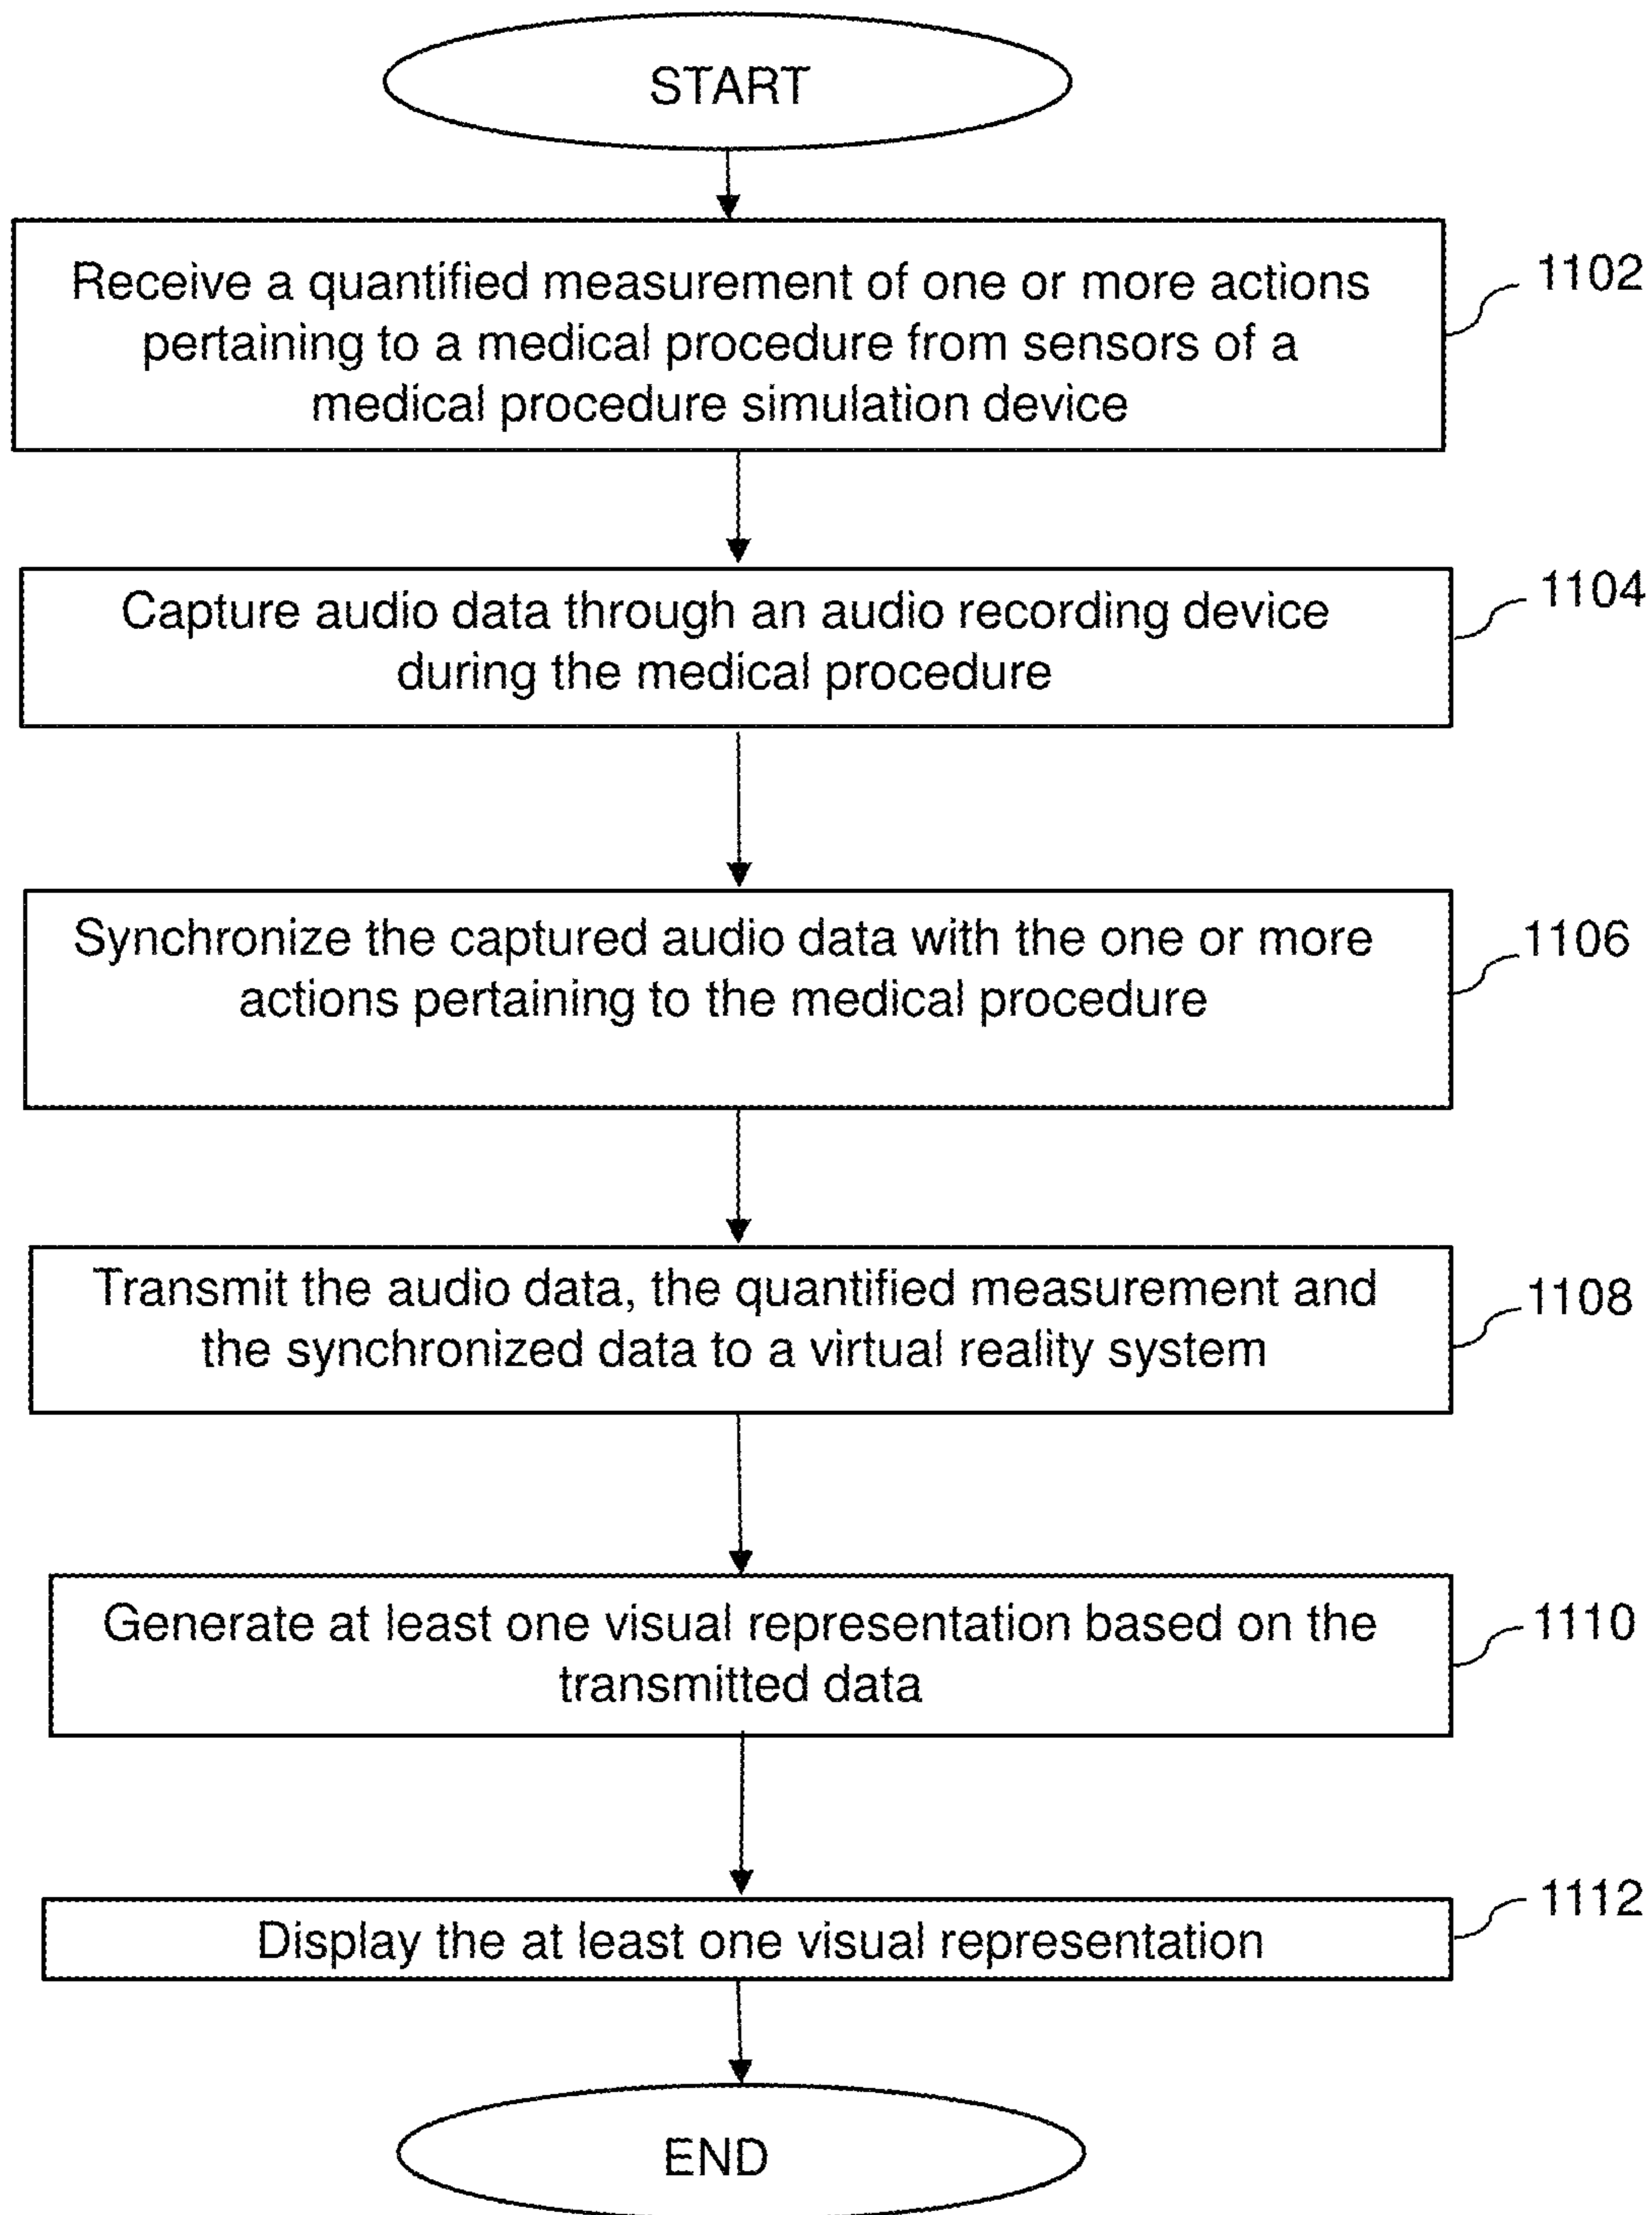 START
Receive a quantified measurement of one or more actions
pertaining to a medical procedure from sensors of a
medical procedure simulation device
1102
Capture audio data through an audio recording device
during the medical procedure
1104
Synchronize the captured audio data with the one or more
actions pertaining to the medical procedure
1106
Transmit the audio data, the quantified measurement and
the synchronized data to a virtual reality system
1108
Generate at least one visual representation based on the
transmitted data
1110
Display the at least one visual representation
1112
END